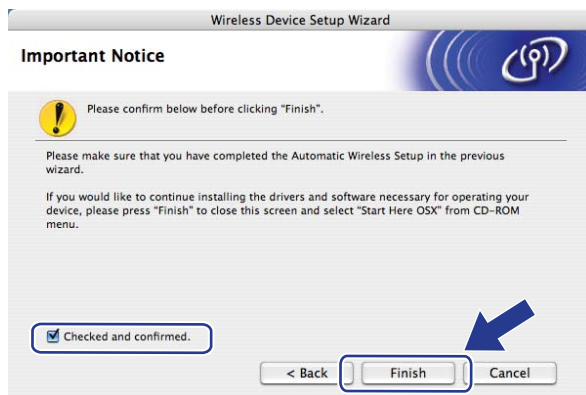 Wireless Device Setup Wizard
Important Notice
Please confirm below before clicking "Finish".
Please make sure that you have completed the Automatic Wireless Setup in the previous
wizard.
If you would like to continue installing the drivers and software necessary for operating your
device, please press "Finish" to close this screen and select "Start Here OSX" from CD-ROM
menu.
Checked and confirmed.
< Back
Finish
Cancel